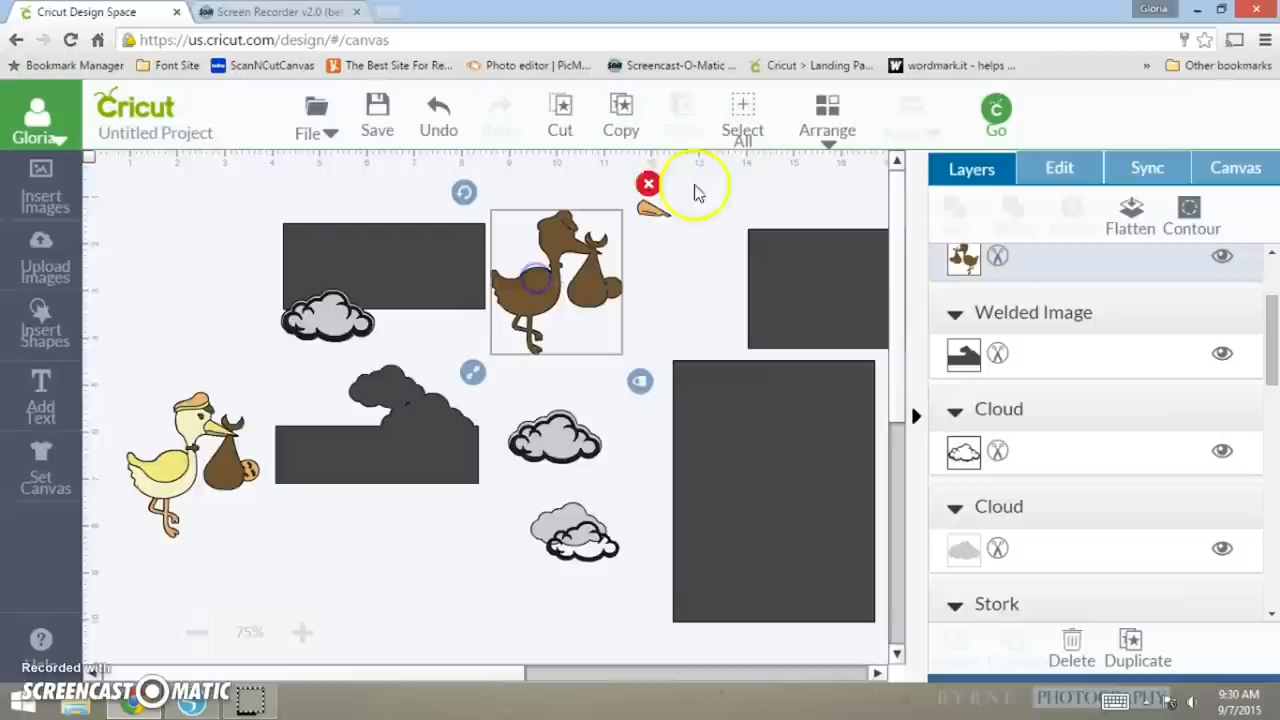 Cricut Design Space
Screen Recorder v2.0 (bet
Gloria
https://us.cricut.com/design/#/canvas
Bookmark Manager
Font Site
ScanNCutCanvas
The Best Site For Re...
Photo editor | PicM...
Screencast-O-Matic ...
Cricut > Landing Pa...
wordmark.it - helps ...
»
Other bookmarks
Gloria
Cricut
Untitled Project
File
Save
Undo
Cut
Copy
Select
All
Arrange
Go
Layers
Edit
Sync
Canvas
Insert
Images
Upload
Images
Insert
Shapes
Add
Text
Set
Canvas
Flatten
Contour
Welded Image
Cloud
Cloud
Stork
75%
Delete
Duplicate
Recorded with
SCREENCAST-O-MATIC
BYRNE PHOTOGRAPHY
9:30 AM
9/7/2015